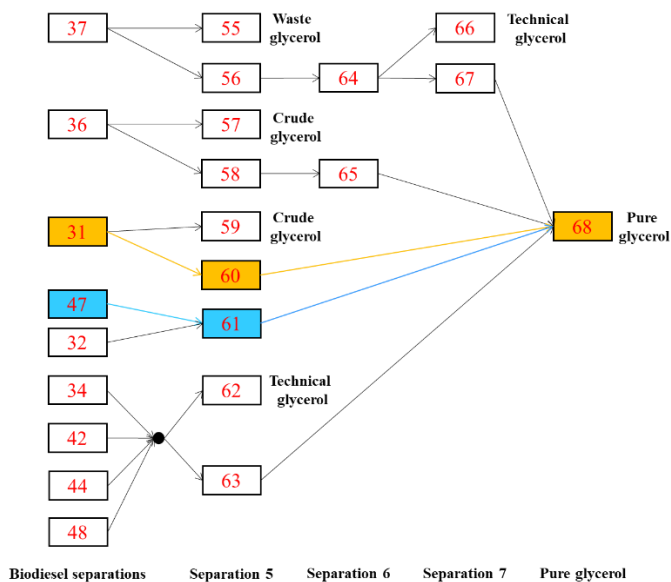 37
55
Waste
glycerol
66
Technical
glycerol
56
64
67
36
57
Crude
glycerol
58
65
31
59
Crude
glycerol
68
Pure
glycerol
60
47
61
32
34
62
Technical
glycerol
42
44
63
48
Biodiesel separations
Separation 5
Separation 6
Separation 7
Pure glycerol